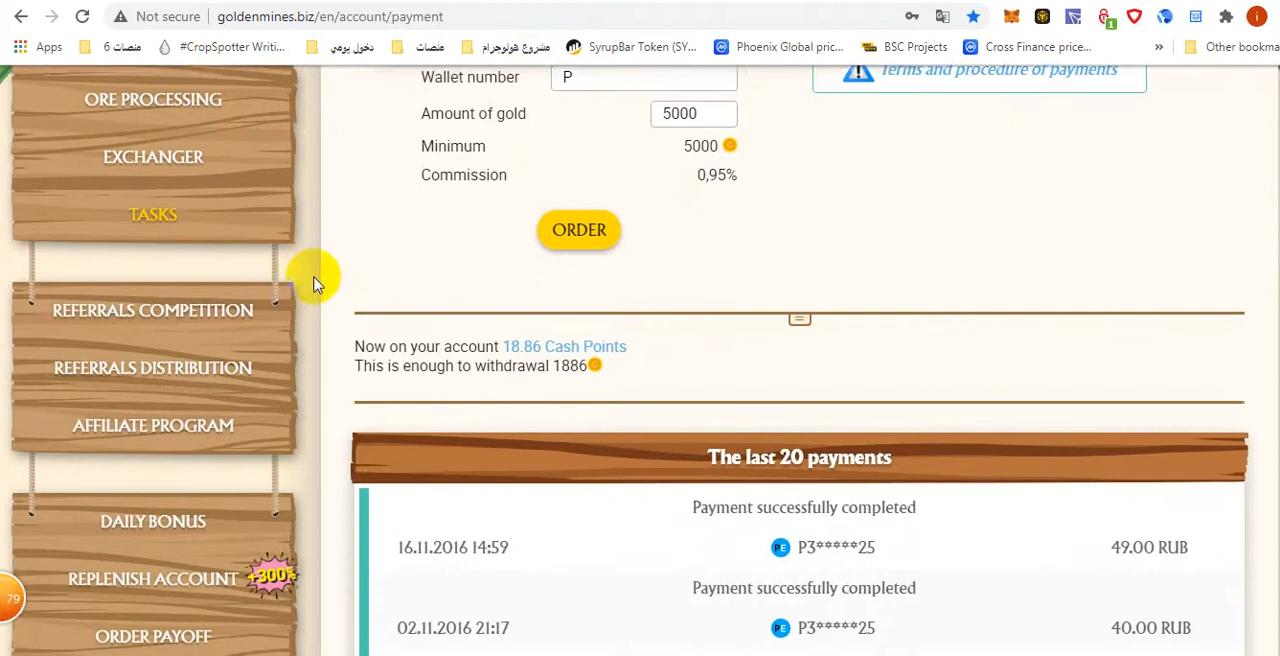 Not secure | goldenmines.biz/en/account/payment
Apps منصات 6 #CropSpotter Writi... دخول يومي منصات مشروع هولوجرام SyrupBar Token (SY... Phoenix Global pric... BSC Projects Cross Finance pric... » Other bookma
1
i
ORE PROCESSING
EXCHANGER
TASKS
REFERRALS COMPETITION
REFERRALS DISTRIBUTION
AFFILIATE PROGRAM
DAILY BONUS
REPLENISH ACCOUNT +300%
ORDER PAYOFF
79
Wallet number P
Terms and procedure of payments
Amount of gold 5000
Minimum 5000
Commission 0,95%
ORDER
Now on your account 18.86 Cash Points
This is enough to withdrawal 1886
The last 20 payments
Payment successfully completed
16.11.2016 14:59 PE P3*****25 49.00 RUB
Payment successfully completed
02.11.2016 21:17 PE P3*****25 40.00 RUB